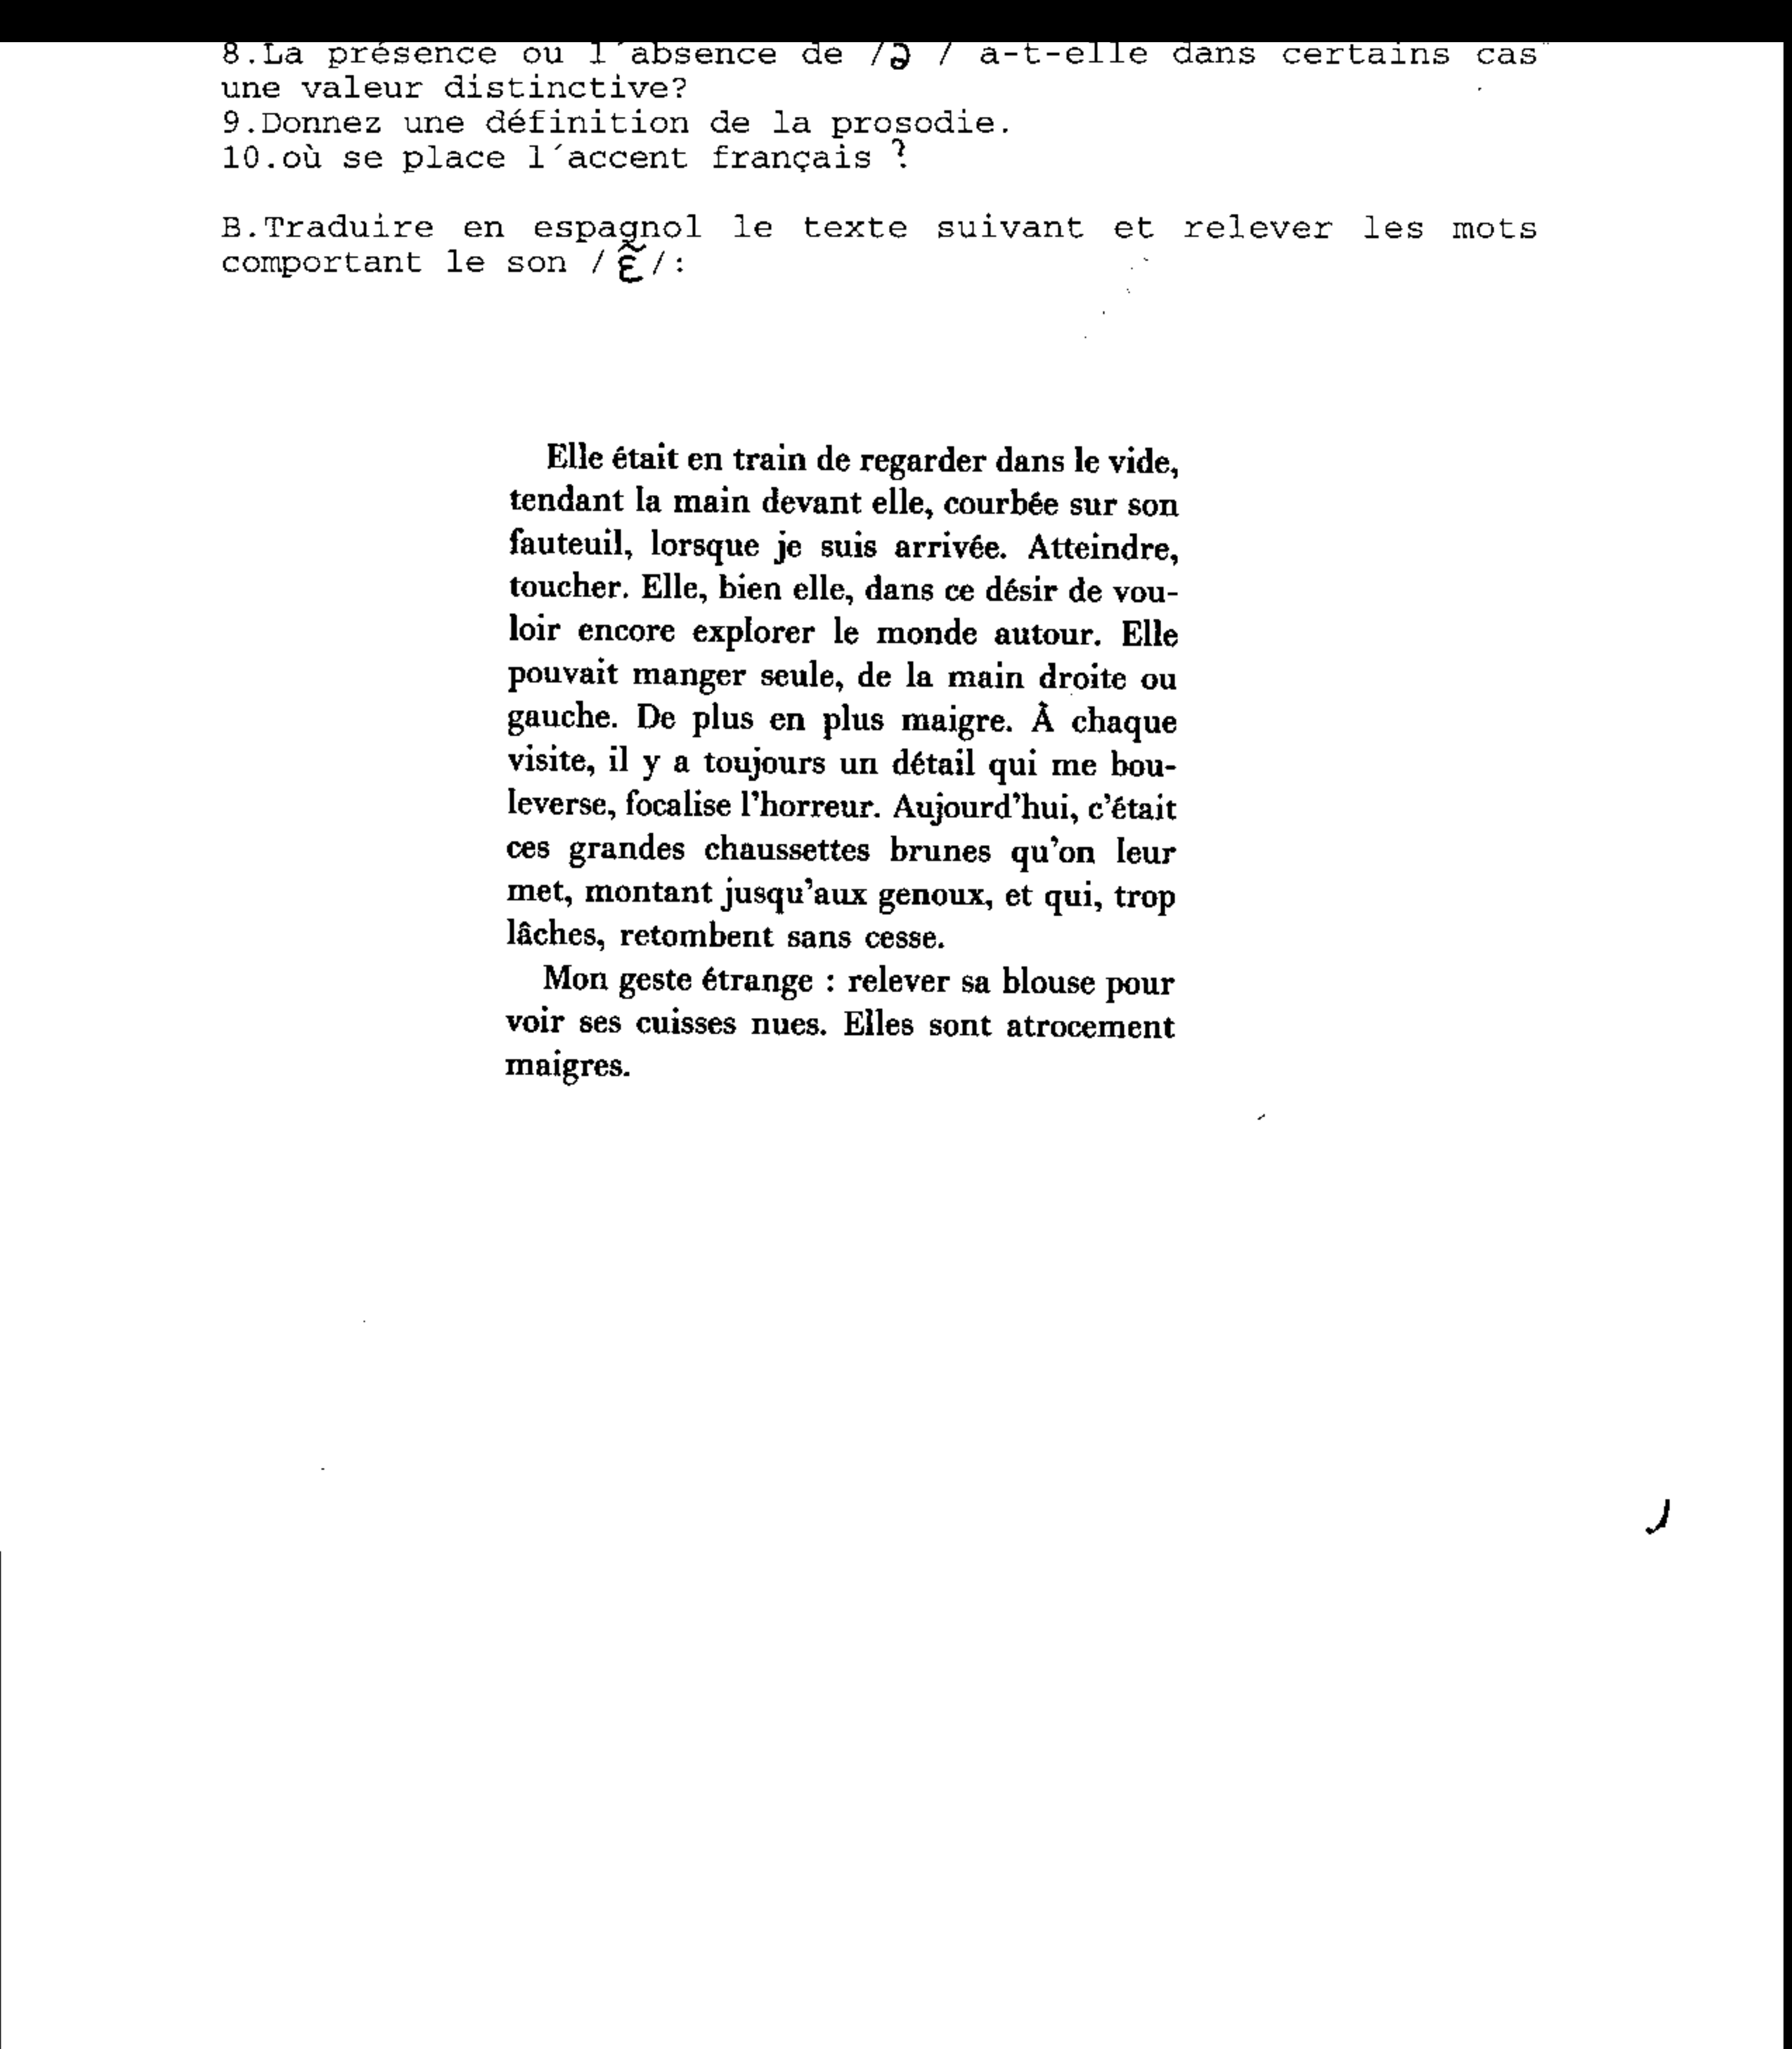 8.La présence ou l´absence de /ə / a-t-elle dans certains cas
une valeur distinctive?
9.Donnez une définition de la prosodie.
10.où se place l´accent français ?
B.Traduire en espagnol le texte suivant et relever les mots
comportant le son /ɛ̃/:
Elle était en train de regarder dans le vide,
tendant la main devant elle, courbée sur son
fauteuil, lorsque je suis arrivée. Atteindre,
toucher. Elle, bien elle, dans ce désir de vou-
loir encore explorer le monde autour. Elle
pouvait manger seule, de la main droite ou
gauche. De plus en plus maigre. À chaque
visite, il y a toujours un détail qui me bou-
leverse, focalise l'horreur. Aujourd'hui, c'était
ces grandes chaussettes brunes qu'on leur
met, montant jusqu'aux genoux, et qui, trop
lâches, retombent sans cesse.
Mon geste étrange : relever sa blouse pour
voir ses cuisses nues. Elles sont atrocement
maigres.